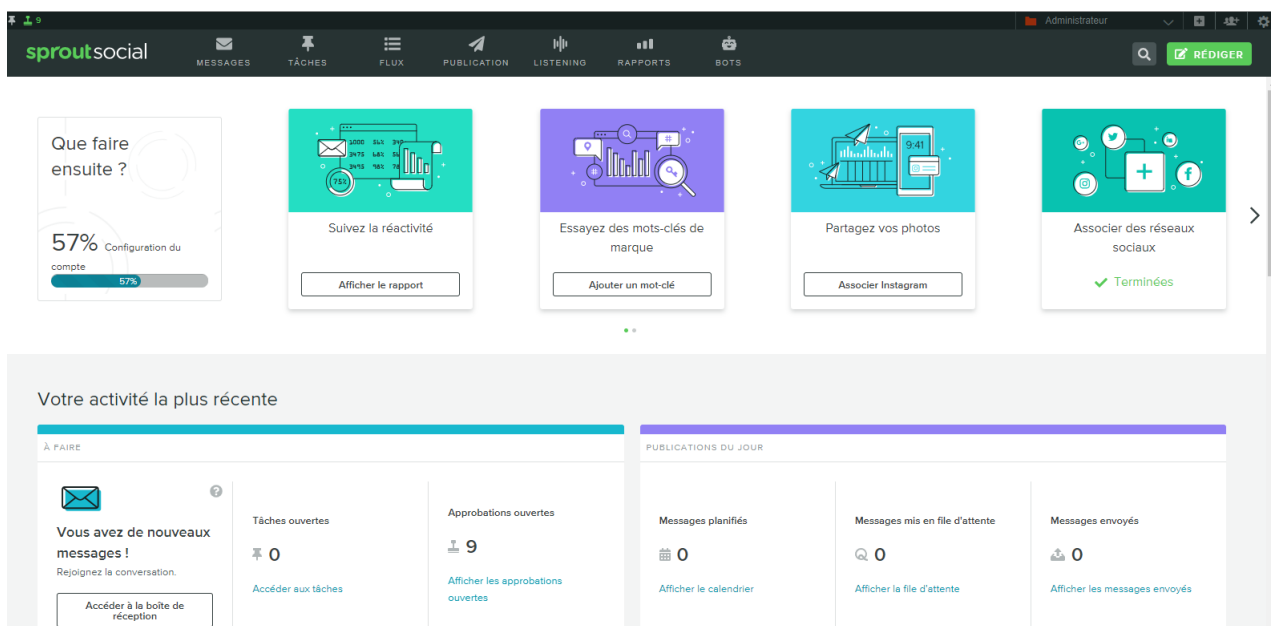 9
Administrateur
sproutsocial
MESSAGES
TÂCHES
FLUX
PUBLICATION
LISTENING
RAPPORTS
BOTS
RÉDIGER
Que faire
ensuite ?
57% Configuration du
compte
57%
75%
Suivez la réactivité
Afficher le rapport
#
#
Essayez des mots-clés de
marque
Ajouter un mot-clé
9:41
Partagez vos photos
Associer Instagram
G+
in
f
Associer des réseaux
sociaux
Terminées
Votre activité la plus récente
À FAIRE
Vous avez de nouveaux
messages !
Rejoignez la conversation.
Accéder à la boîte de
réception
Tâches ouvertes
0
Accéder aux tâches
Approbations ouvertes
9
Afficher les approbations
ouvertes
PUBLICATIONS DU JOUR
Messages planifiés
0
Afficher le calendrier
Messages mis en file d'attente
0
Afficher la file d'attente
Messages envoyés
0
Afficher les messages envoyés